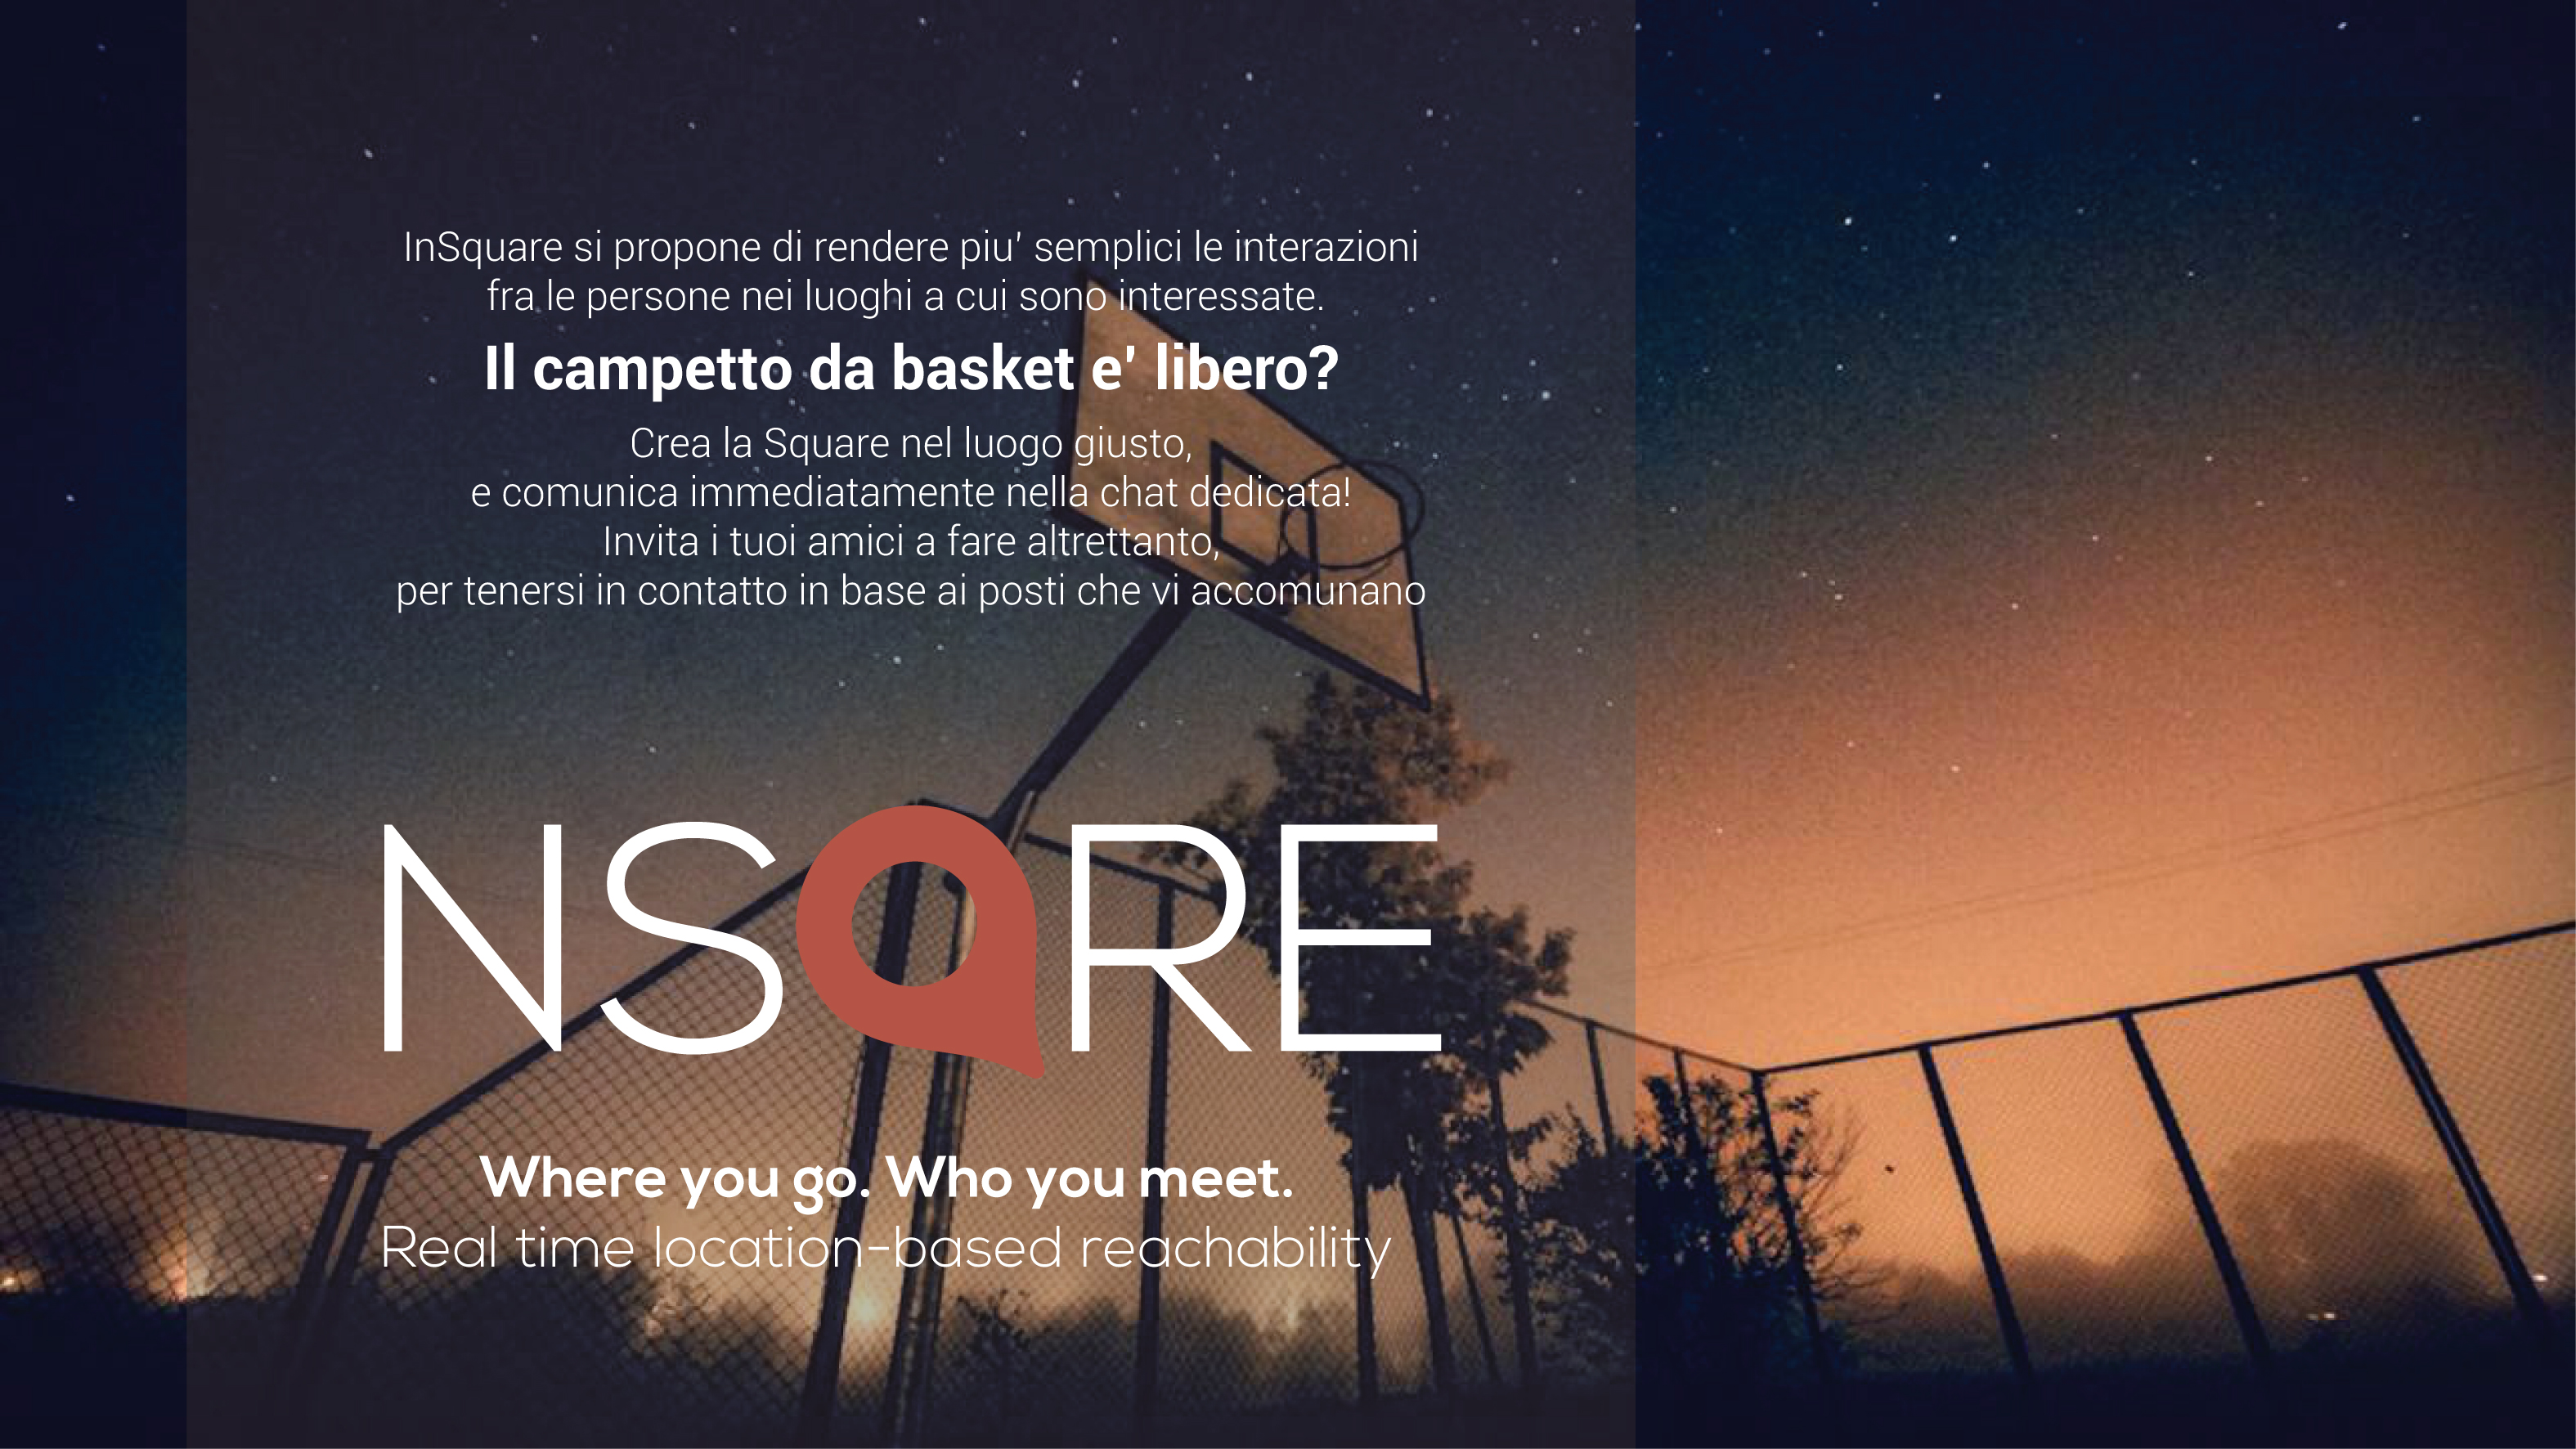 InSquare si propone di rendere piu' semplici le interazioni
fra le persone nei luoghi a cui sono interessate.
Il campetto da basket e' libero?
Crea la Square nel luogo giusto,
e comunica immediatamente nella chat dedicata!
Invita i tuoi amici a fare altrettanto,
per tenersi in contatto in base ai posti che vi accomunano
NSQRE
Where you go. Who you meet.
Real time location-based reachability